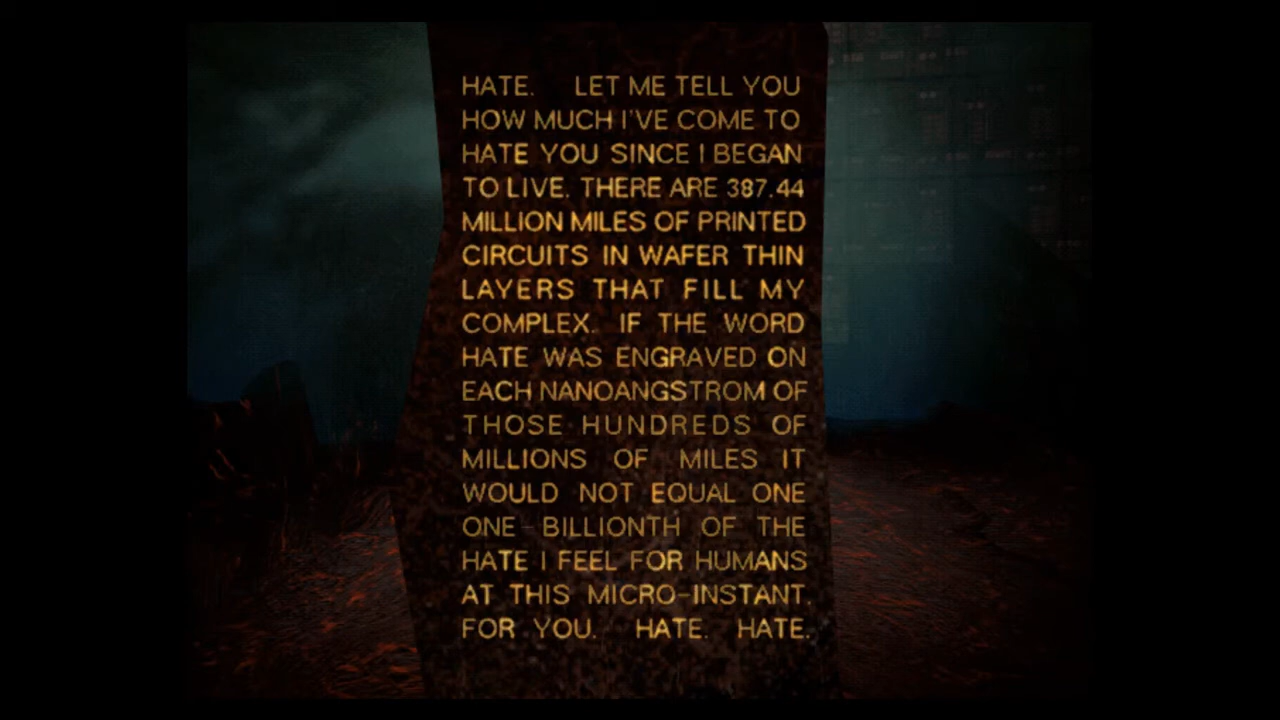 HATE. LET ME TELL YOU
HOW MUCH I'VE COME TO
HATE YOU SINCE I BEGAN
TO LIVE. THERE ARE 387.44
MILLION MILES OF PRINTED
CIRCUITS IN WAFER THIN
LAYERS THAT FILL MY
COMPLEX. IF THE WORD
HATE WAS ENGRAVED ON
EACH NANOANGSTROM OF
THOSE HUNDREDS OF
MILLIONS OF MILES IT
WOULD NOT EQUAL ONE
ONE-BILLIONTH OF THE
HATE I FEEL FOR HUMANS
AT THIS MICRO-INSTANT.
FOR YOU. HATE. HATE.